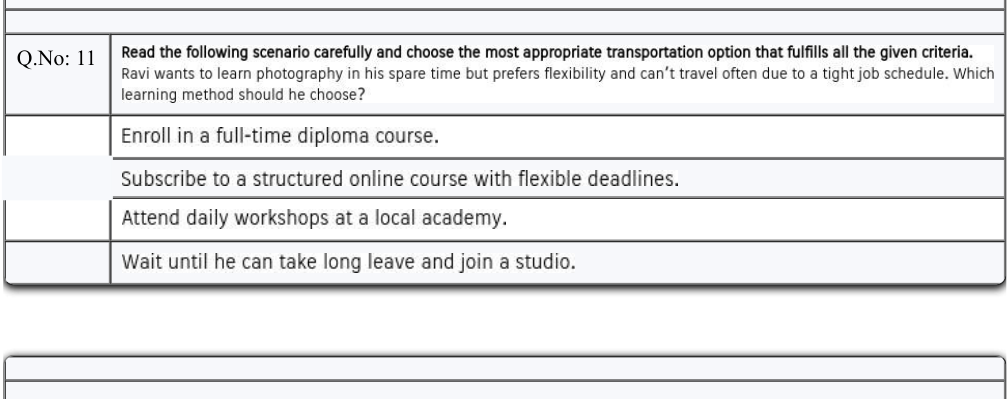 Q.No: 11
Read the following scenario carefully and choose the most appropriate transportation option that fulfills all the given criteria.
Ravi wants to learn photography in his spare time but prefers flexibility and can't travel often due to a tight job schedule. Which
learning method should he choose?
Enroll in a full-time diploma course.
Subscribe to a structured online course with flexible deadlines.
Attend daily workshops at a local academy.
Wait until he can take long leave and join a studio.